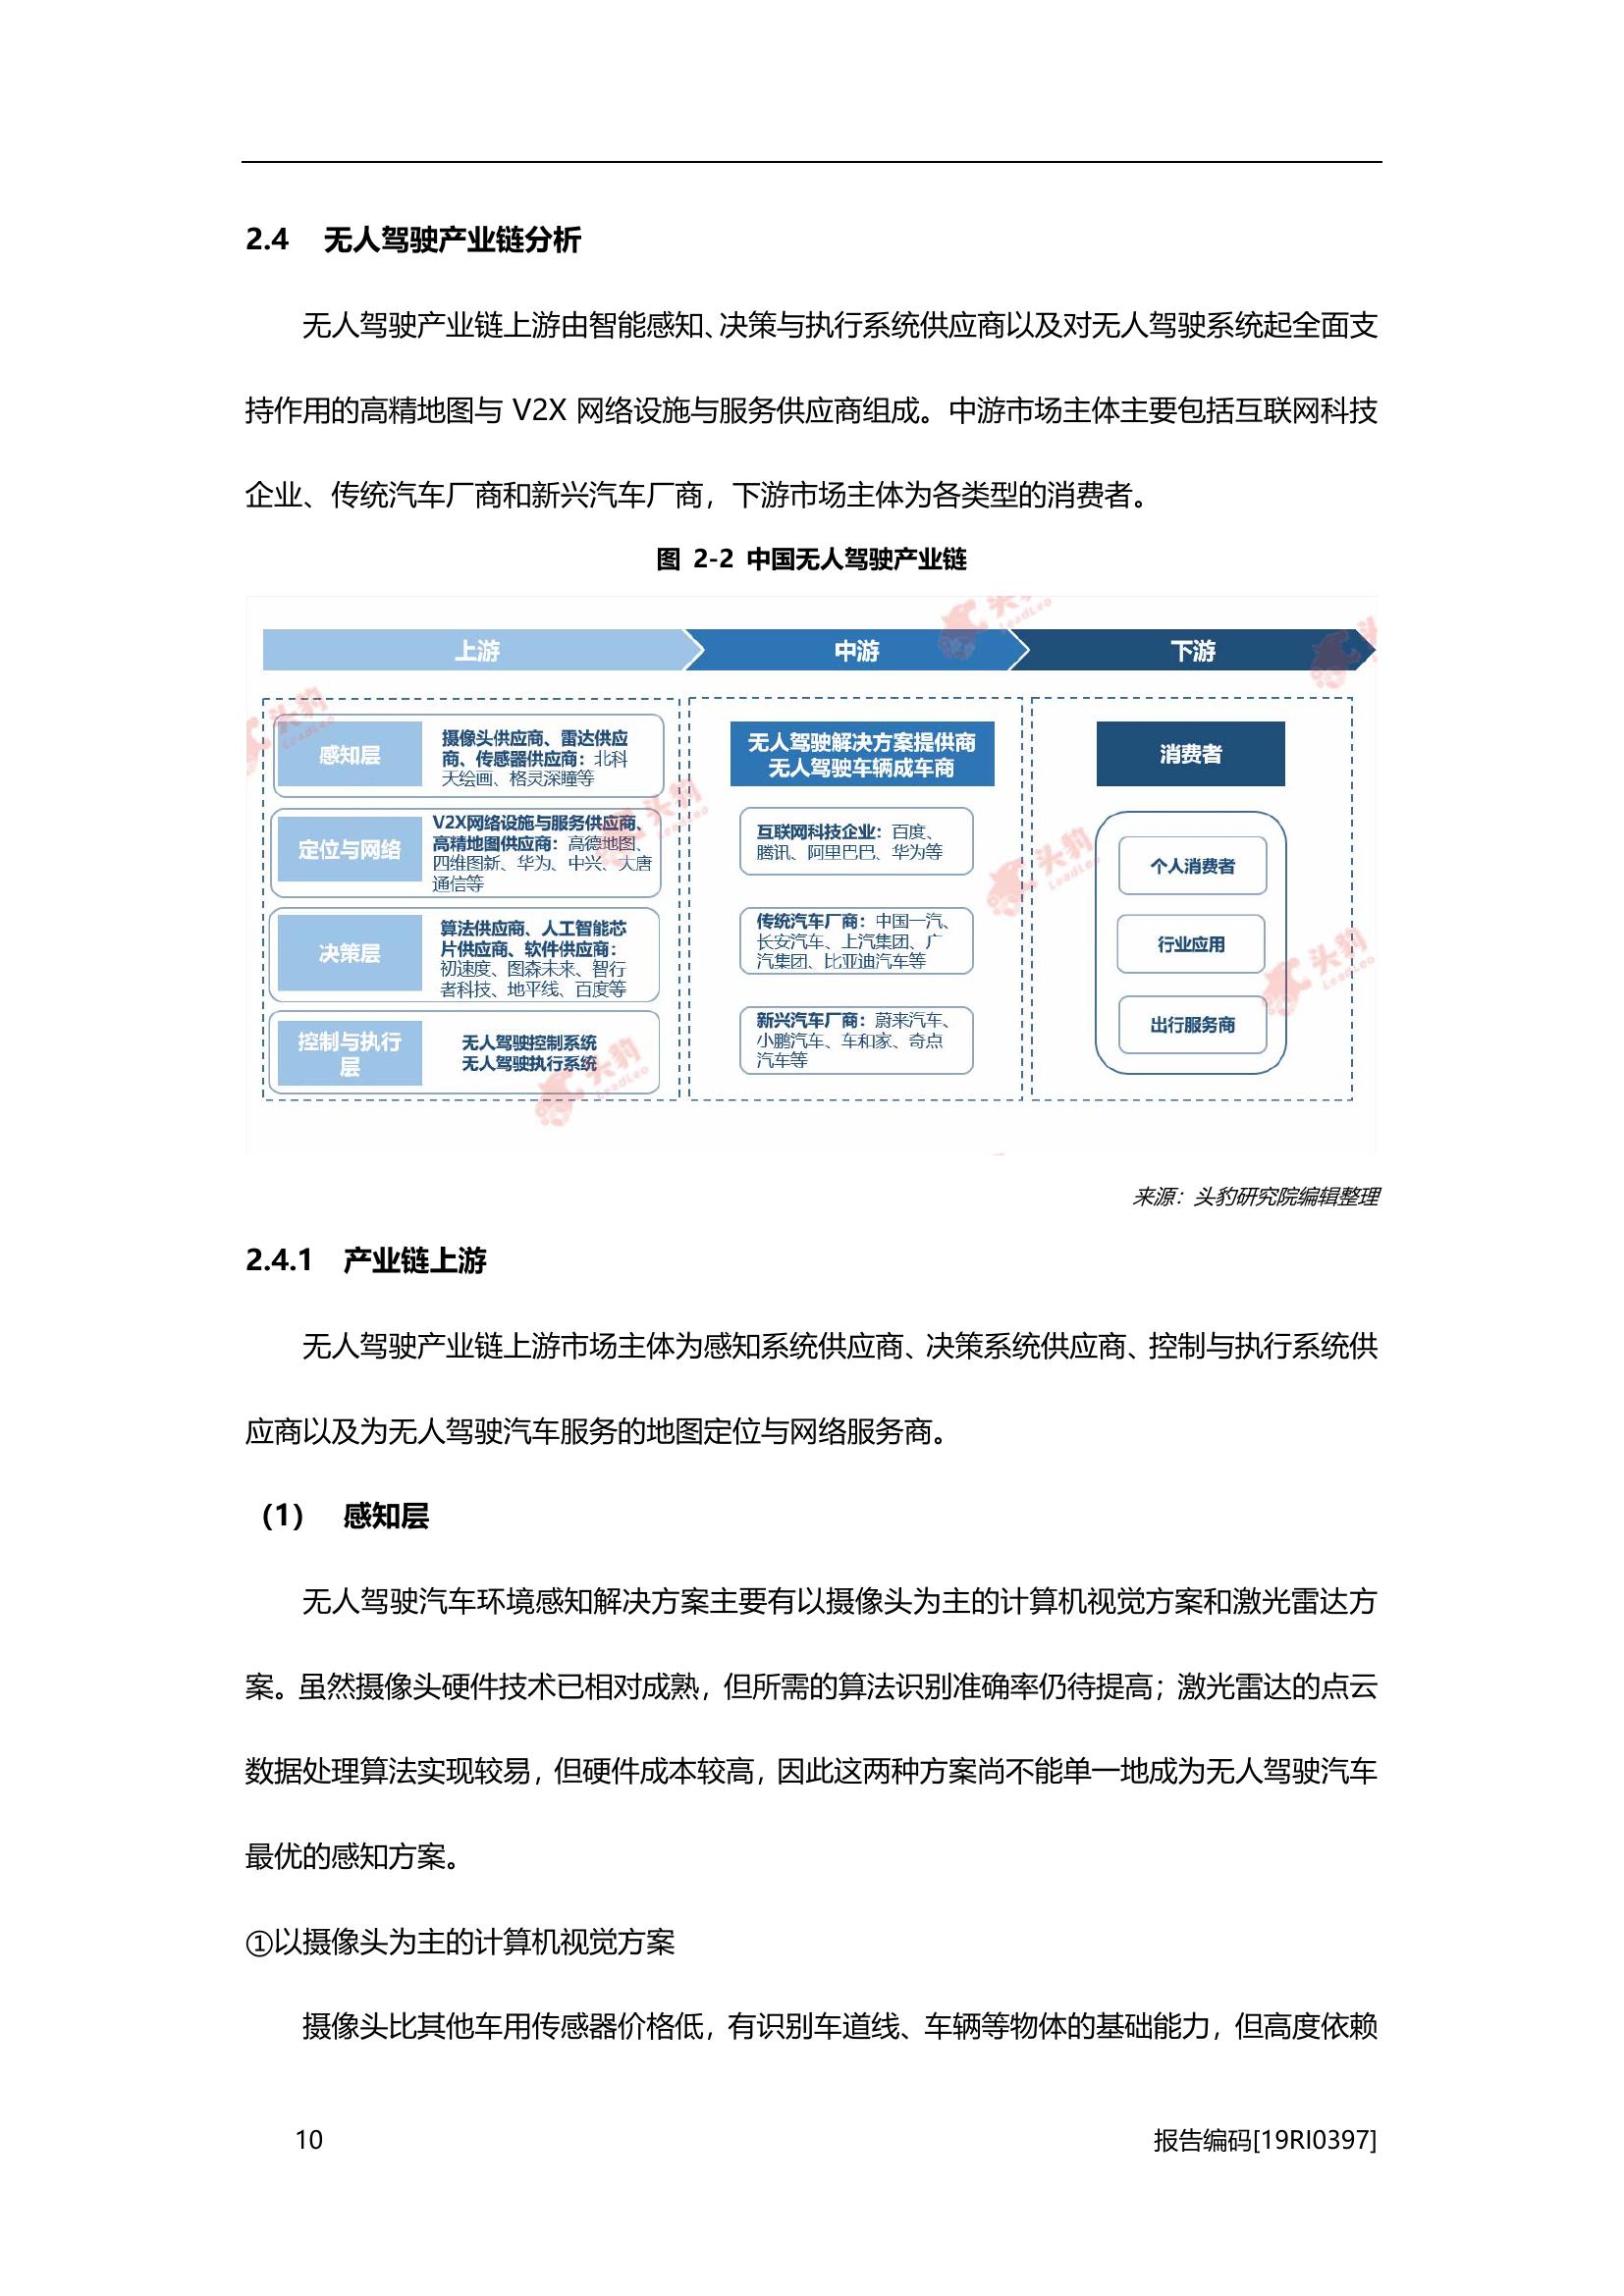 2.4 无人驾驶产业链分析
无人驾驶产业链上游由智能感知、决策与执行系统供应商以及对无人驾驶系统起全面支
持作用的高精地图与 V2X 网络设施与服务供应商组成。中游市场主体主要包括互联网科技
企业、传统汽车厂商和新兴汽车厂商，下游市场主体为各类型的消费者。
图 2-2 中国无人驾驶产业链
上游
中游
下游
感知层
摄像头供应商、雷达供应
商、传感器供应商：北科
天绘画、格灵深瞳等
定位与网络
V2X网络设施与服务供应商、
高精地图供应商：高德地图、
四维图新、华为、中兴、大唐
通信等
决策层
算法供应商、人工智能芯
片供应商、软件供应商：
初速度、图森未来、智行
者科技、地平线、百度等
控制与执行
层
无人驾驶控制系统
无人驾驶执行系统
无人驾驶解决方案提供商
无人驾驶车辆成车商
互联网科技企业：百度、
腾讯、阿里巴巴、华为等
传统汽车厂商：中国一汽、
长安汽车、上汽集团、广
汽集团、比亚迪汽车等
新兴汽车厂商：蔚来汽车、
小鹏汽车、车和家、奇点
汽车等
消费者
个人消费者
行业应用
出行服务商
头豹
LeadLeo
头豹
LeadLeo
头豹
LeadLeo
头豹
LeadLeo
头豹
LeadLeo
头豹
LeadLeo
来源：头豹研究院编辑整理
2.4.1 产业链上游
无人驾驶产业链上游市场主体为感知系统供应商、决策系统供应商、控制与执行系统供
应商以及为无人驾驶汽车服务的地图定位与网络服务商。
（1） 感知层
无人驾驶汽车环境感知解决方案主要有以摄像头为主的计算机视觉方案和激光雷达方
案。虽然摄像头硬件技术已相对成熟，但所需的算法识别准确率仍待提高；激光雷达的点云
数据处理算法实现较易，但硬件成本较高，因此这两种方案尚不能单一地成为无人驾驶汽车
最优的感知方案。
①以摄像头为主的计算机视觉方案
摄像头比其他车用传感器价格低，有识别车道线、车辆等物体的基础能力，但高度依赖
10
报告编码[19RI0397]